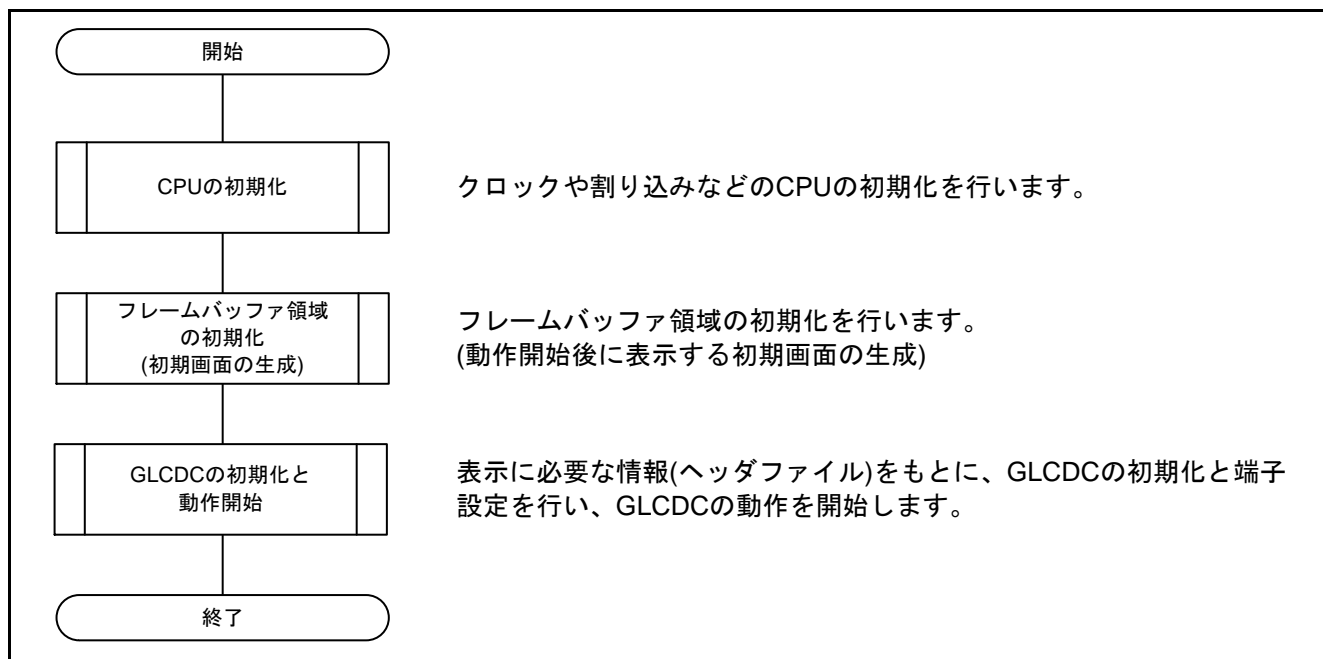 開始
CPUの初期化
クロックや割り込みなどのCPUの初期化を行います。
フレームバッファ領域
の初期化
(初期画面の生成)
フレームバッファ領域の初期化を行います。
(動作開始後に表示する初期画面の生成)
GLCDCの初期化と
動作開始
表示に必要な情報(ヘッダファイル)をもとに、GLCDCの初期化と端子
設定を行い、GLCDCの動作を開始します。
終了